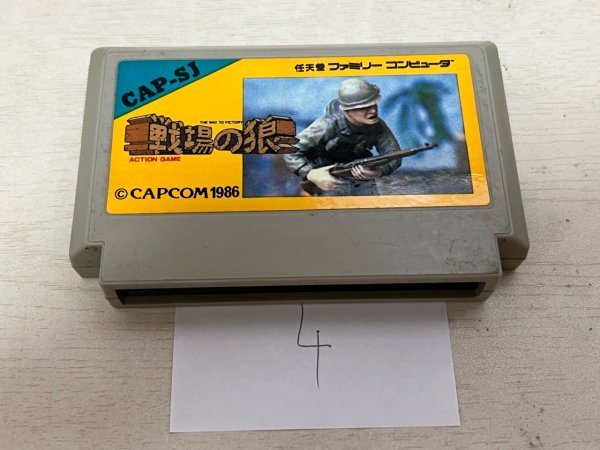 CAP-SJ
任天堂 ファミリー コンピュータ
THE WAY TO VICTORY
戦場の狼
ACTION GAME
©CAPCOM1986
4